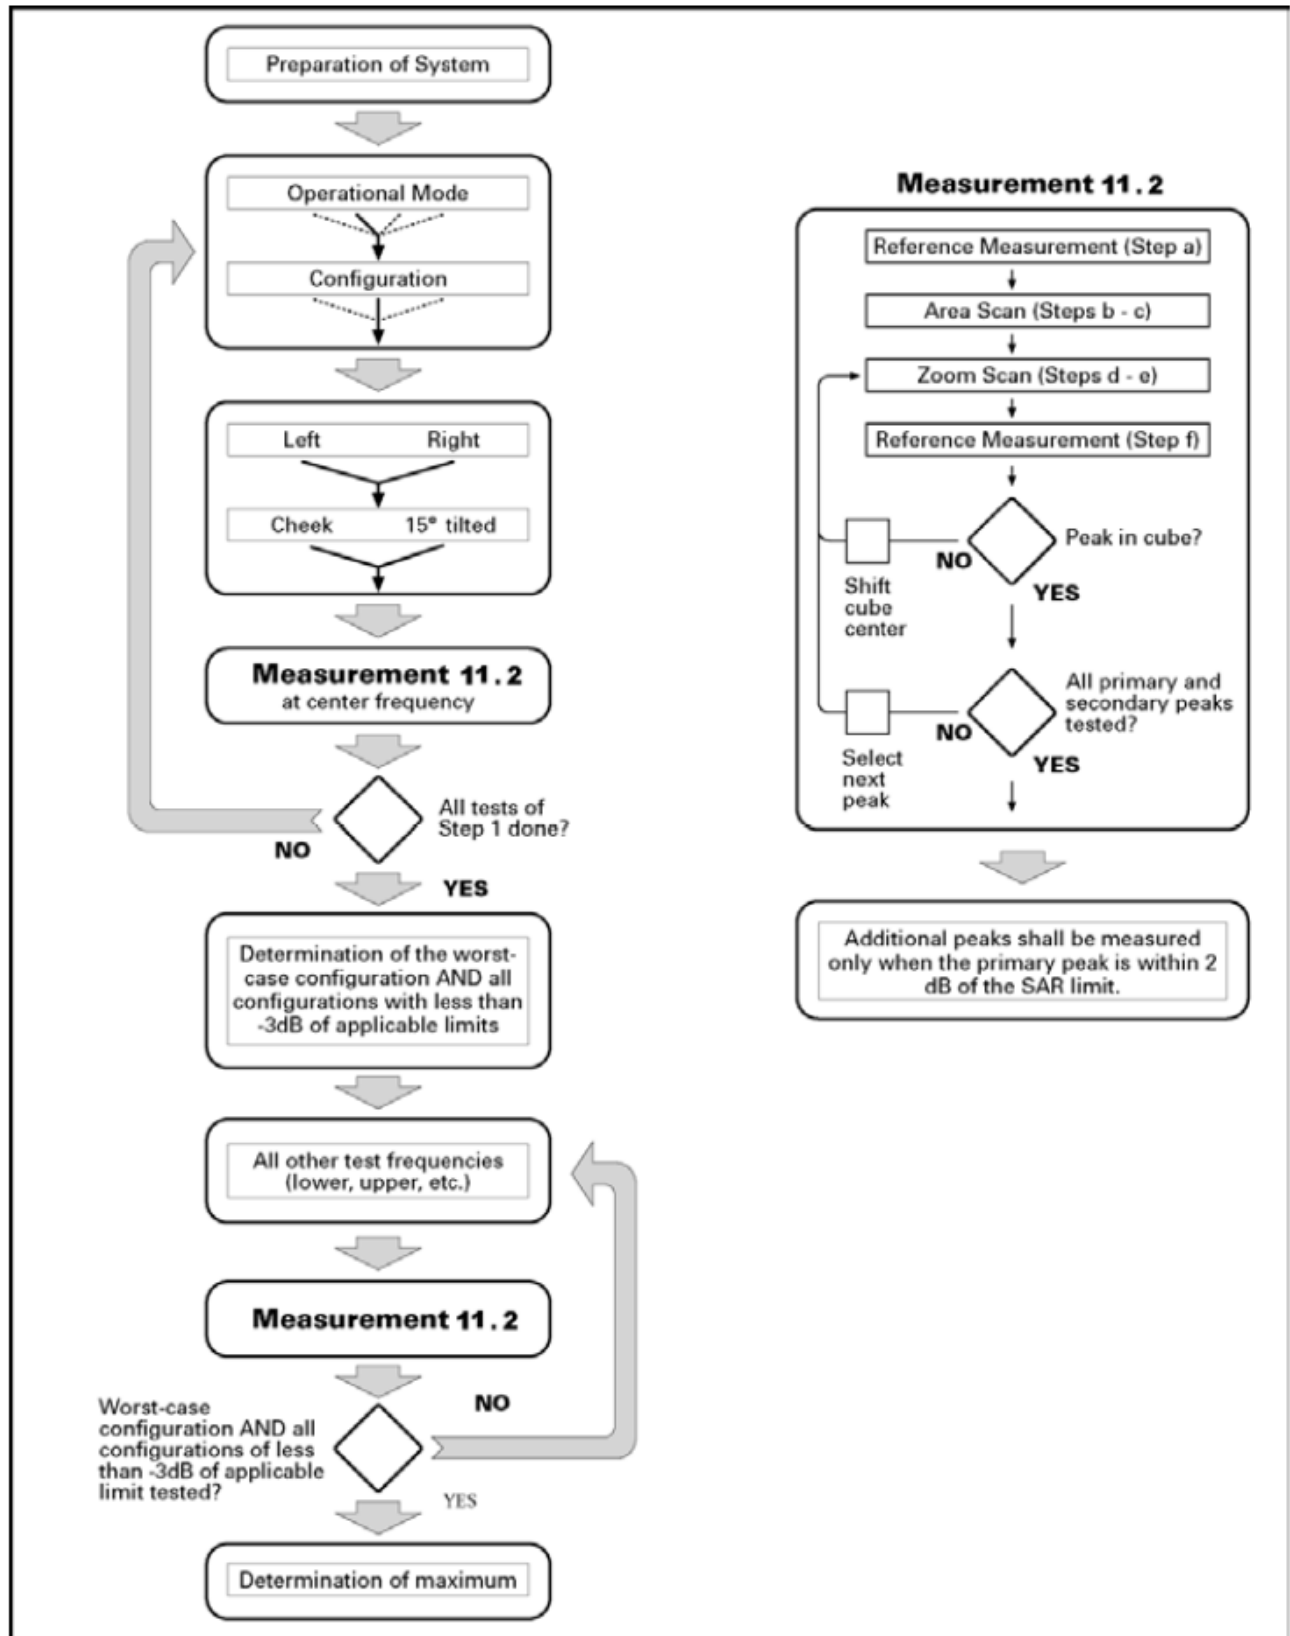 Preparation of System
Operational Mode
Configuration
Left Right
Cheek 15° tilted
Measurement 11.2
at center frequency
All tests of
Step 1 done?
NO
YES
Determination of the worst-
case configuration AND all
configurations with less than
-3dB of applicable limits
All other test frequencies
(lower, upper, etc.)
Measurement 11.2
NO
Worst-case
configuration AND all
configurations of less
than -3dB of applicable
limit tested?
YES
Determination of maximum
Measurement 11.2
Reference Measurement (Step a)
Area Scan (Steps b - c)
Zoom Scan (Steps d - e)
Reference Measurement (Step f)
Peak in cube?
NO
Shift
cube
center
YES
All primary and
secondary peaks
tested?
NO
Select
next
peak
YES
Additional peaks shall be measured
only when the primary peak is within 2
dB of the SAR limit.